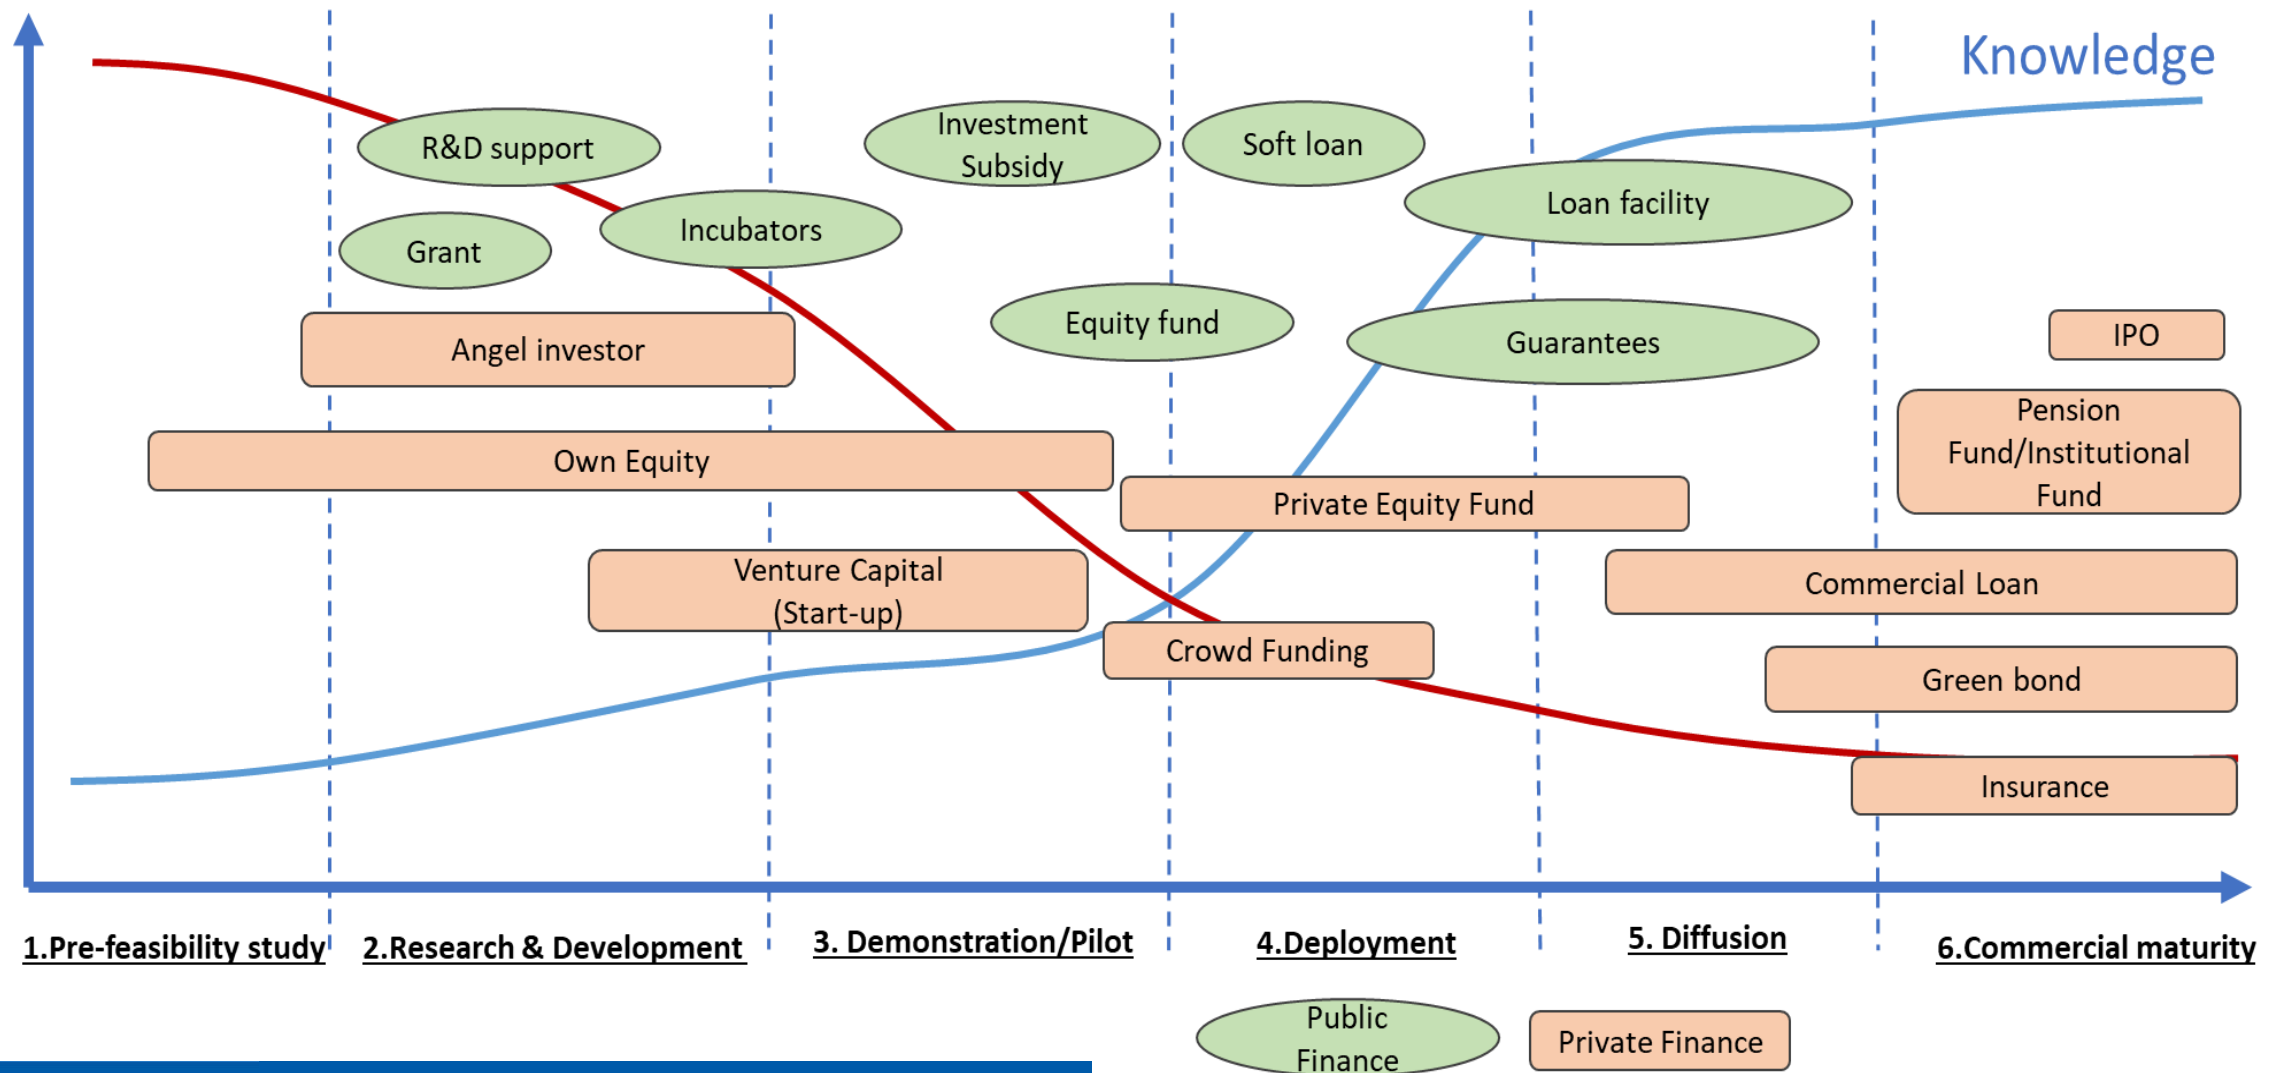 Knowledge
Investment
Subsidy
Soft loan
R&D support
Loan facility
Incubators
Grant
Equity fund
Guarantees
IPO
Angel investor
Pension
Fund/Institutional
Fund
Own Equity
Private Equity Fund
Venture Capital
(Start-up)
Commercial Loan
Crowd Funding
Green bond
Insurance
1.Pre-feasibility study
2.Research & Development
3. Demonstration/Pilot
4.Deployment
5. Diffusion
6.Commercial maturity
Public
Finance
Private Finance